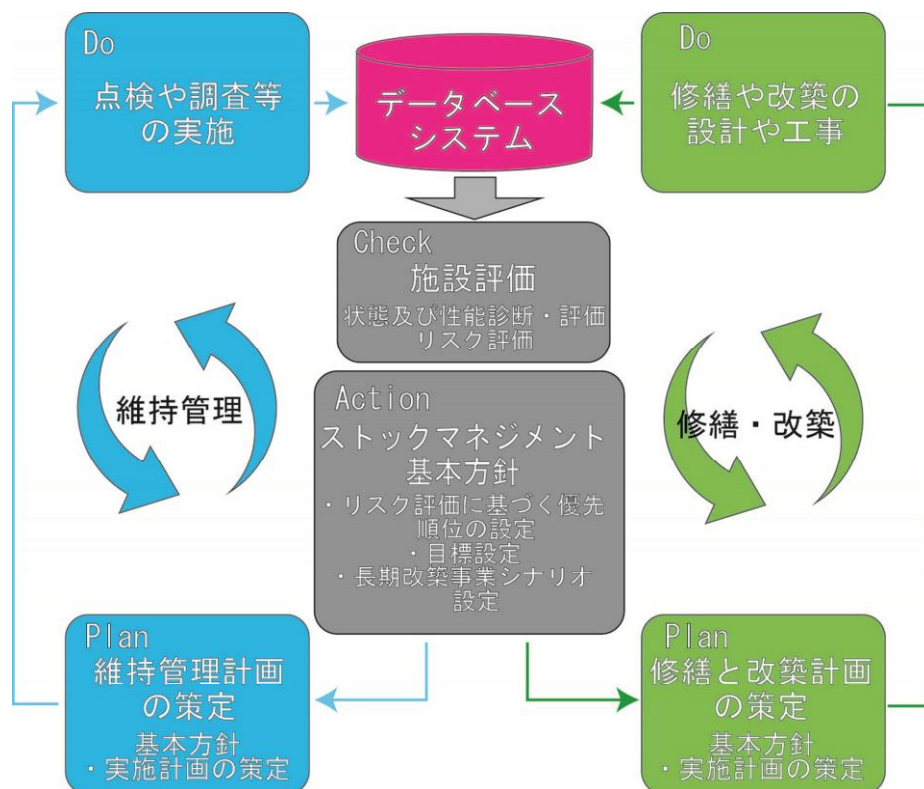 Do
点検や調査等
の実施
データベース
システム
Do
修繕や改築の
設計や工事
Check
施設評価
状態及び性能診断・評価
リスク評価
維持管理
Action
ストックマネジメント
基本方針
・リスク評価に基づく優先
順位の設定
・目標設定
・長期改築事業シナリオ
設定
修繕・改築
Plan
維持管理計画
の策定
基本方針
・実施計画の策定
Plan
修繕と改築計画
の策定
基本方針
・実施計画の策定